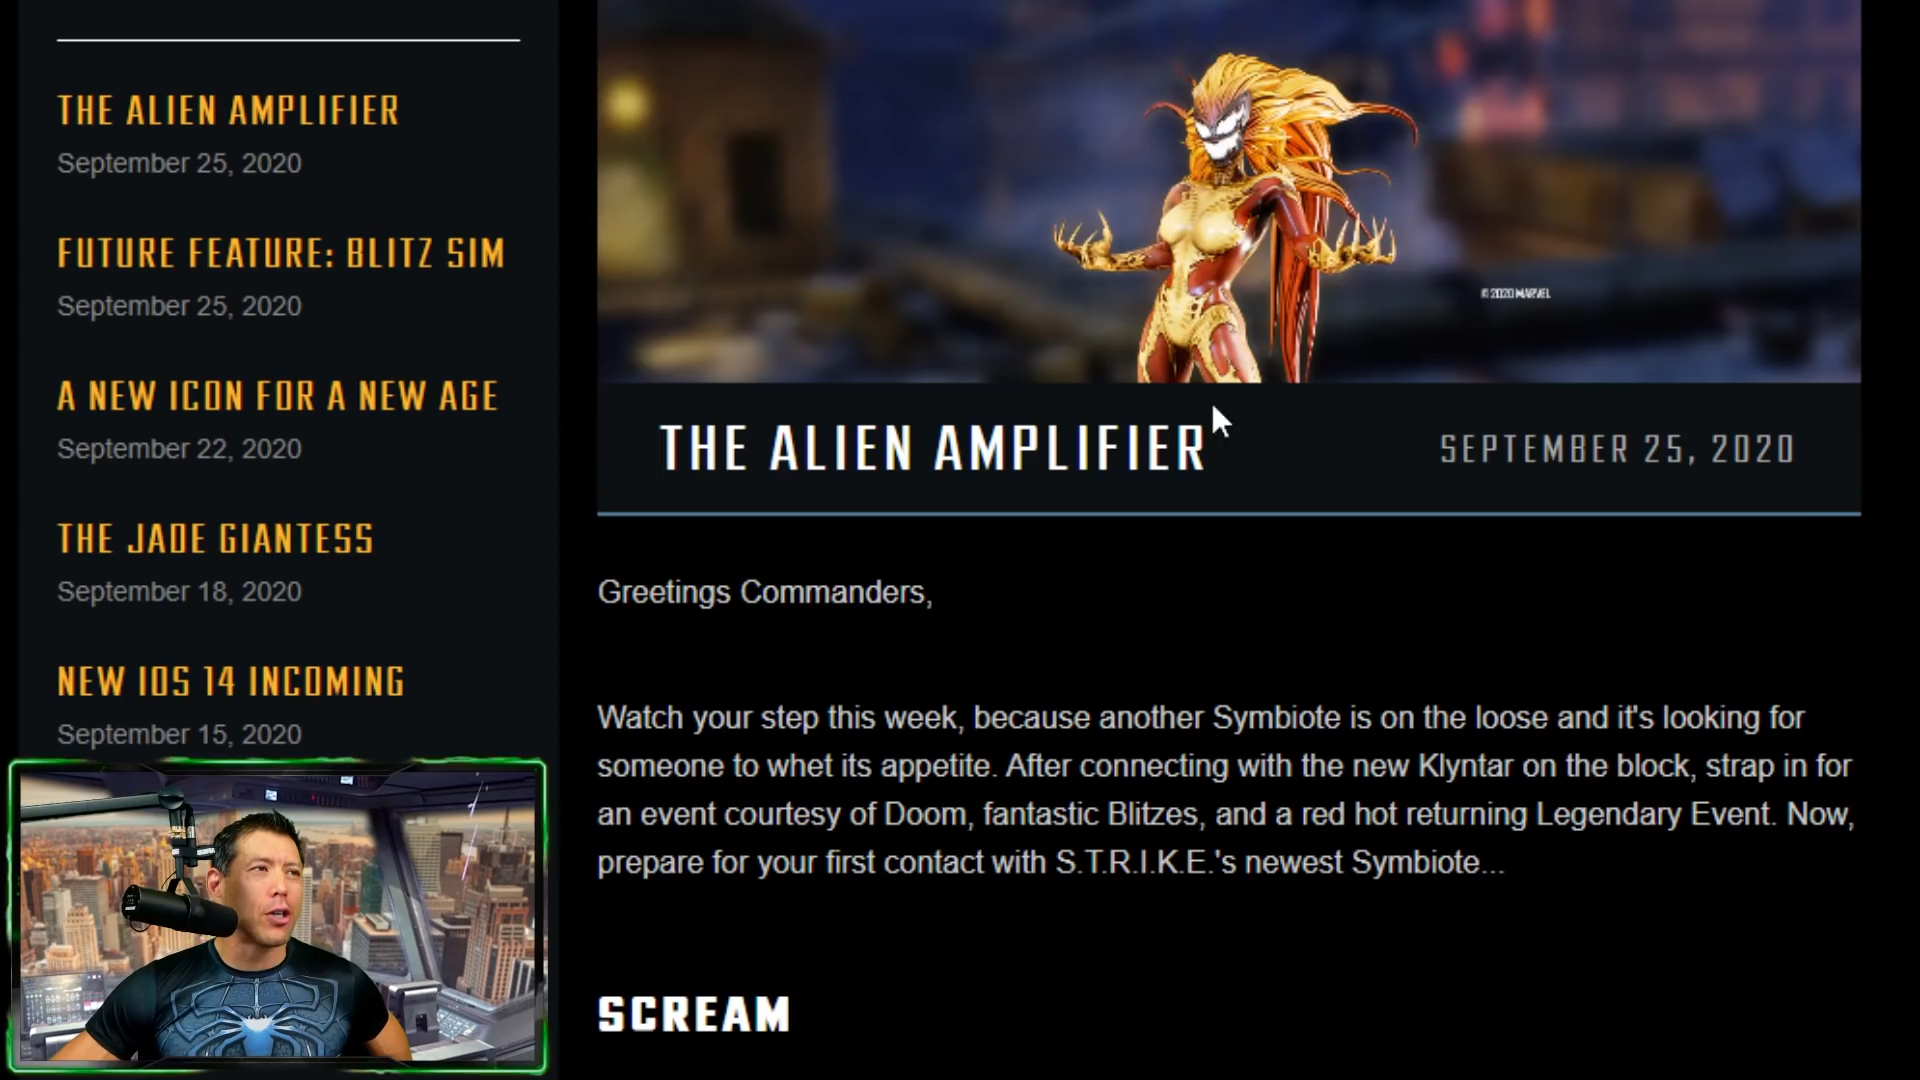 THE ALIEN AMPLIFIER
September 25, 2020
FUTURE FEATURE: BLITZ SIM
September 25, 2020
A NEW ICON FOR A NEW AGE
September 22, 2020
THE JADE GIANTESS
September 18, 2020
NEW IOS 14 INCOMING
September 15, 2020
© 2020 MARVEL
THE ALIEN AMPLIFIER
SEPTEMBER 25, 2020
Greetings Commanders,
Watch your step this week, because another Symbiote is on the loose and it's looking for
someone to whet its appetite. After connecting with the new Klyntar on the block, strap in for
an event courtesy of Doom, fantastic Blitzes, and a red hot returning Legendary Event. Now,
prepare for your first contact with S.T.R.I.K.E.'s newest Symbiote...
SCREAM